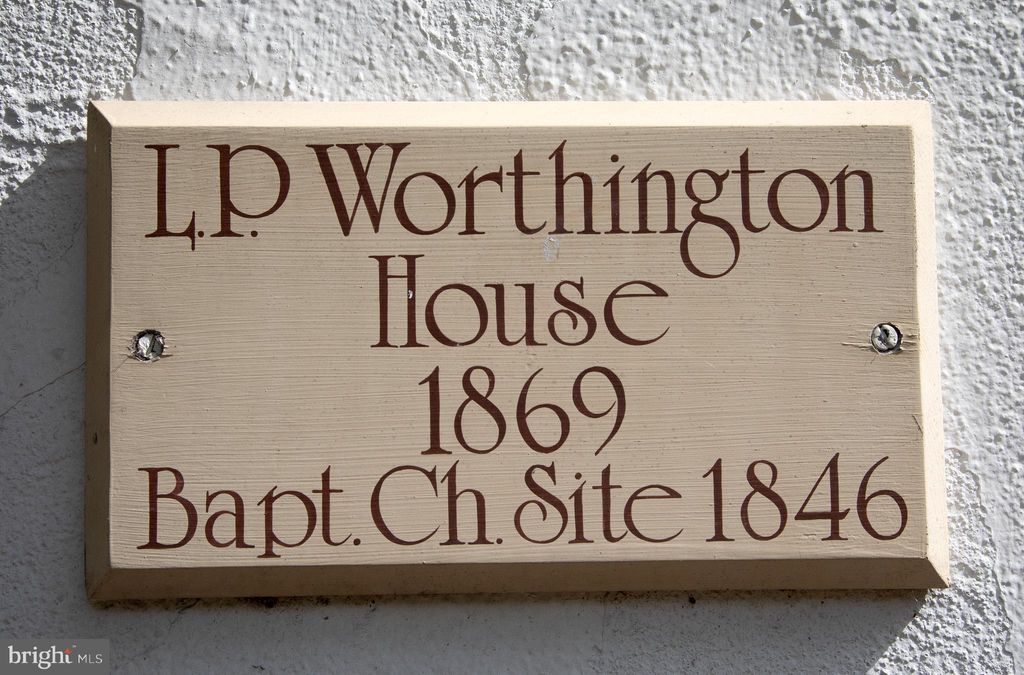 L.P. Worthington
House
1869
Bapt. Ch. Site 1846
bright MLS